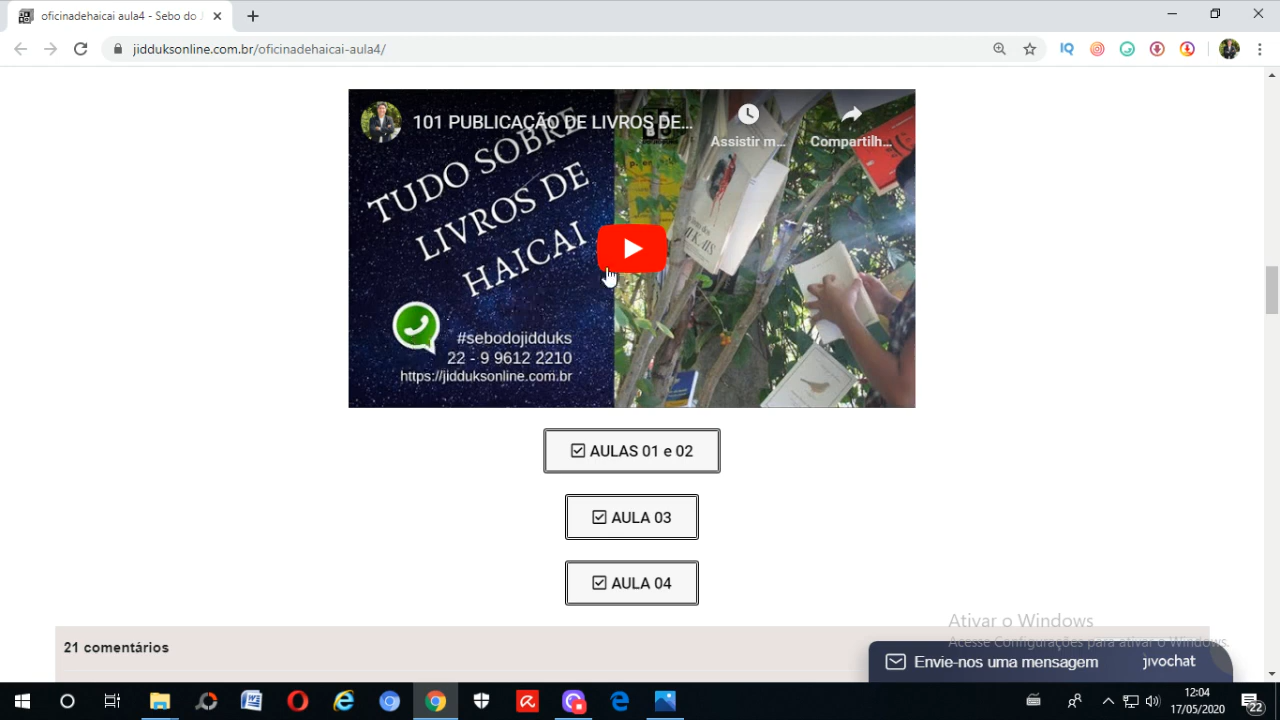 oficinadehaicai aula4 - Sebo do J
jidduksonline.com.br/oficinadehaicai-aula4/
101 PUBLICAÇÃO DE LIVROS DE...
Assistir m...
Compartilh...
TUDO SOBRE
LIVROS DE
HAICAI
#sebodojidduks
22 - 9 9612 2210
https://jidduksonline.com.br
AULAS 01 e 02
AULA 03
AULA 04
21 comentários
Ativar o Windows
Acesse Configurações para ativar o Windows.
Envie-nos uma mensagem
jivochat
12:04
17/05/2020
22